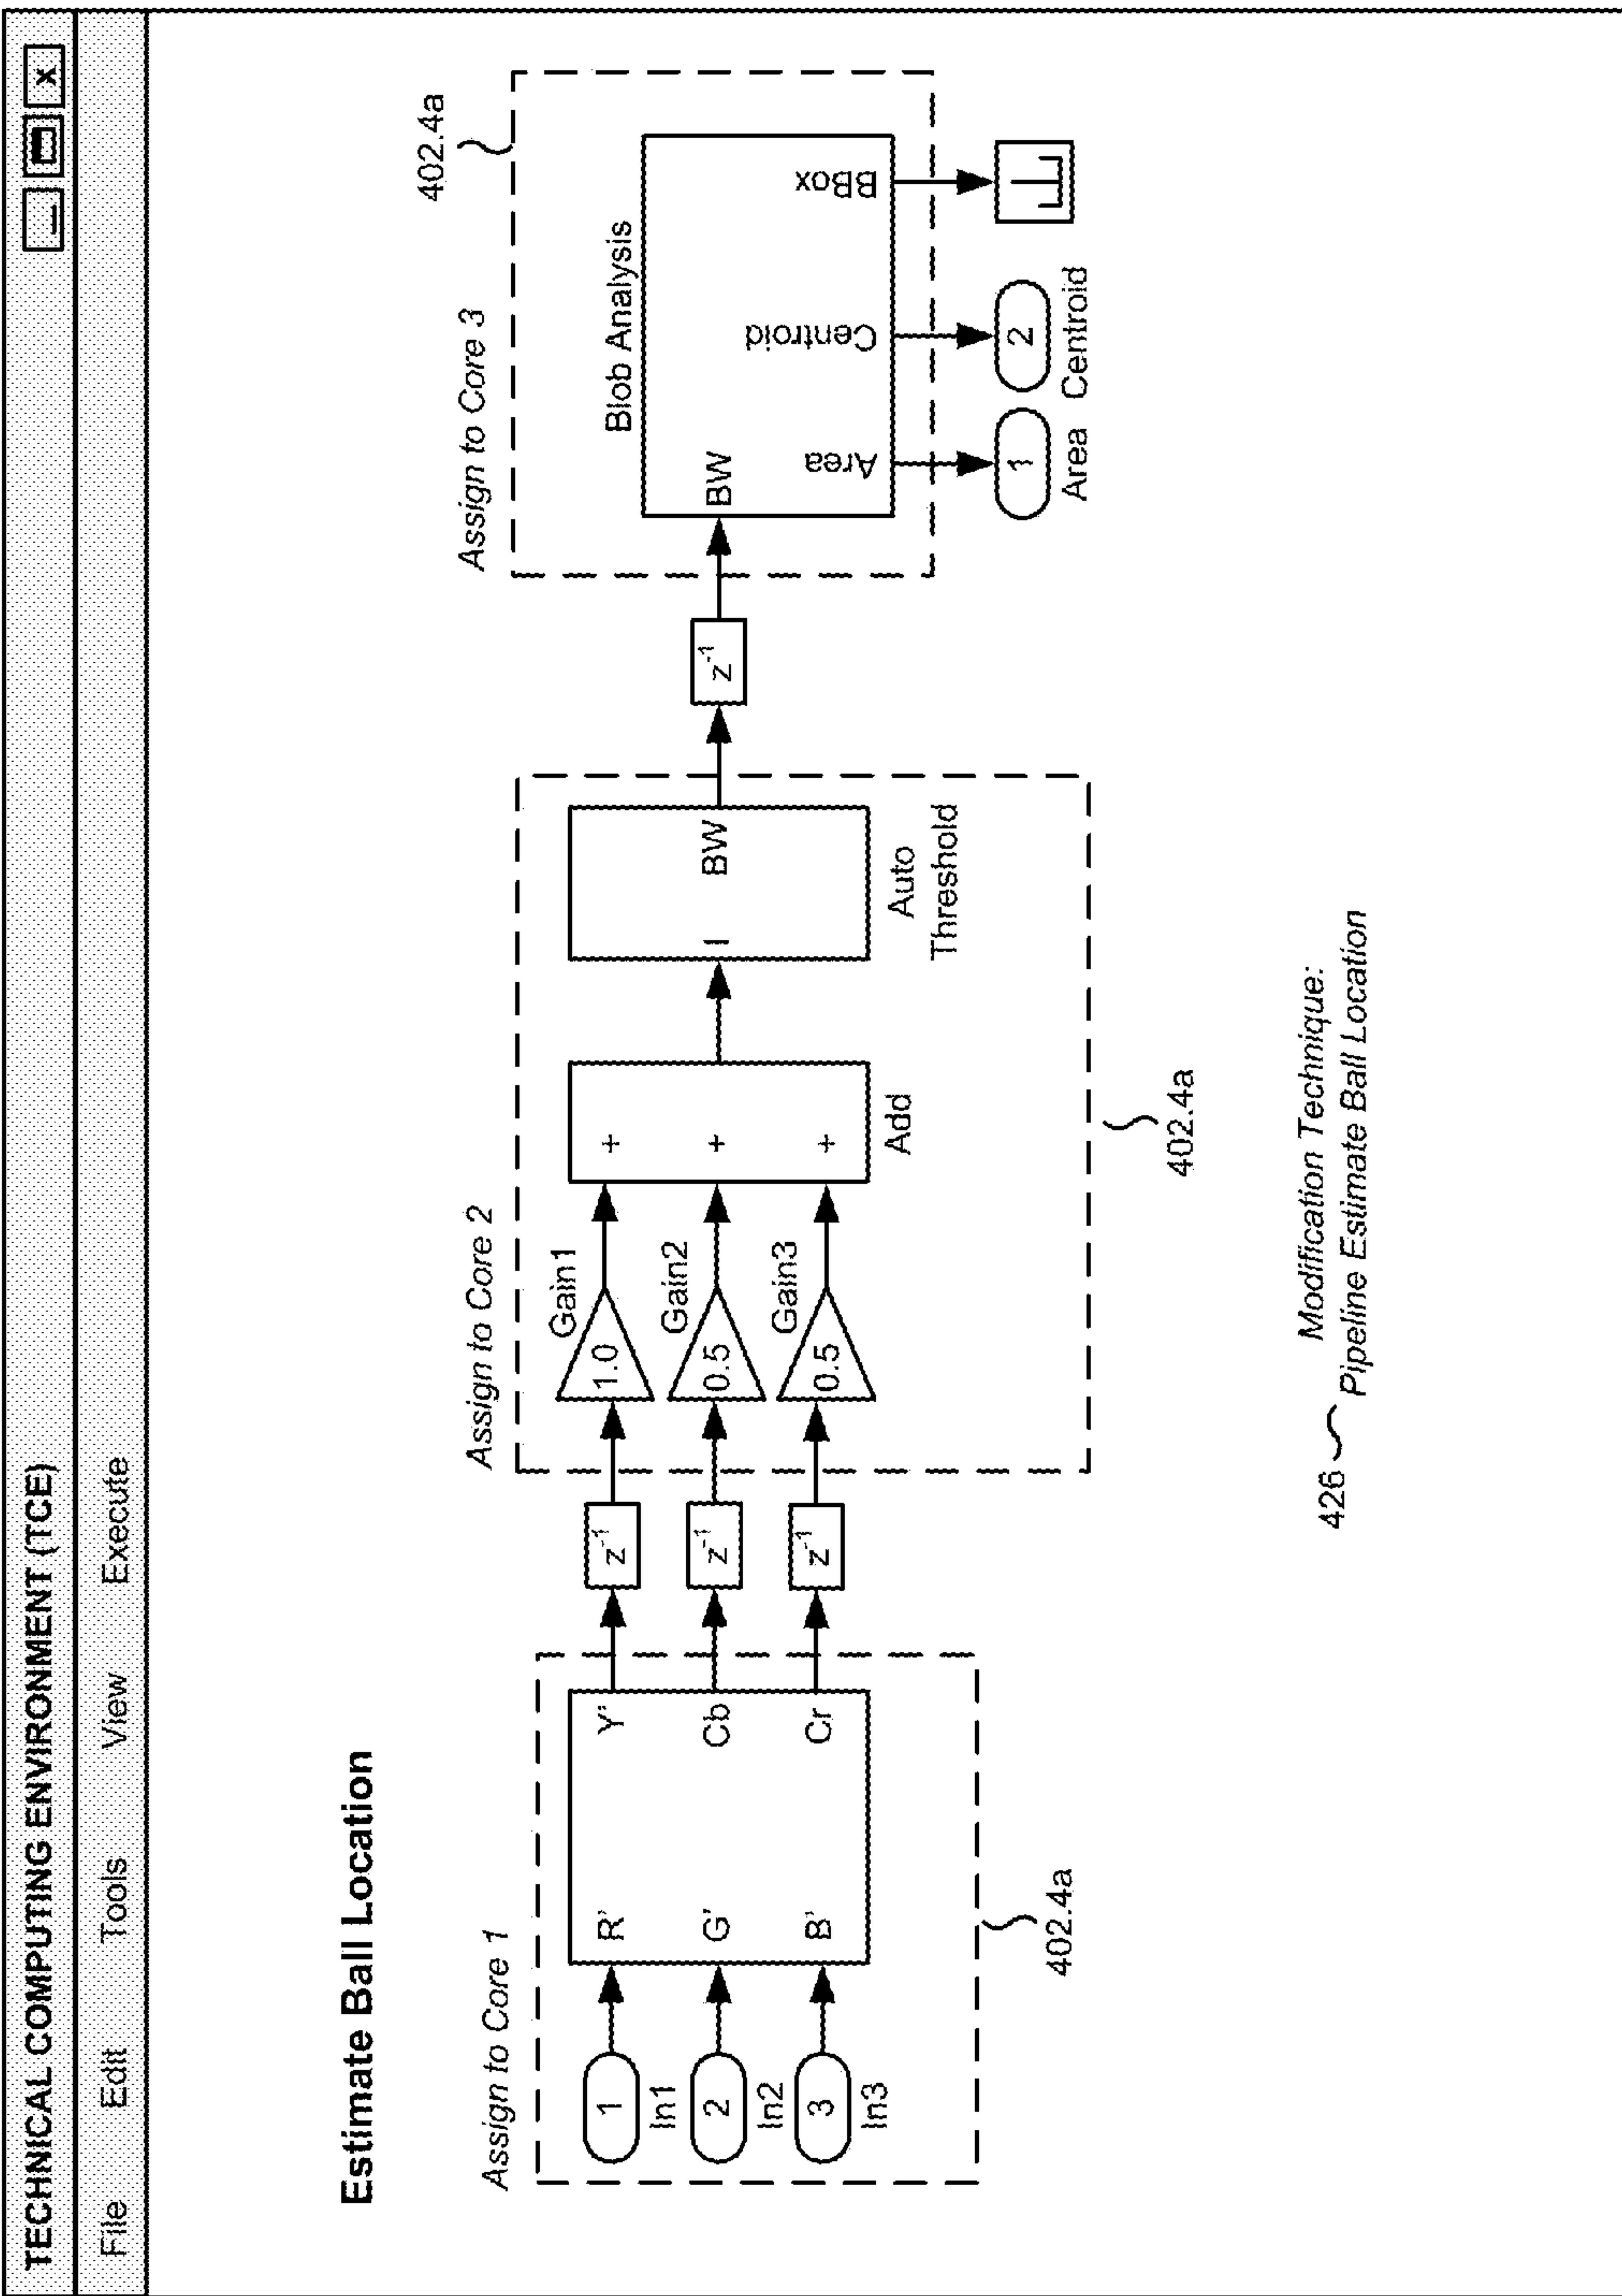 TECHNICAL COMPUTING ENVIRONMENT (TCE)
X
File Edit Tools View Execute
Estimate Ball Location
Assign to Core 1
1
In1
2
In2
3
In3
R'
G'
B'
Y'
Cb
Cr
402.4a
z-1
z-1
z-1
Assign to Core 2
Gain1
1.0
Gain2
0.5
Gain3
0.5
+
+
+
Add
I
BW
Auto
Threshold
402.4a
z-1
Assign to Core 3
402.4a
Blob Analysis
BW
Area
Centroid
BBox
1
Area
2
Centroid
Modification Technique:
426 Pipeline Estimate Ball Location